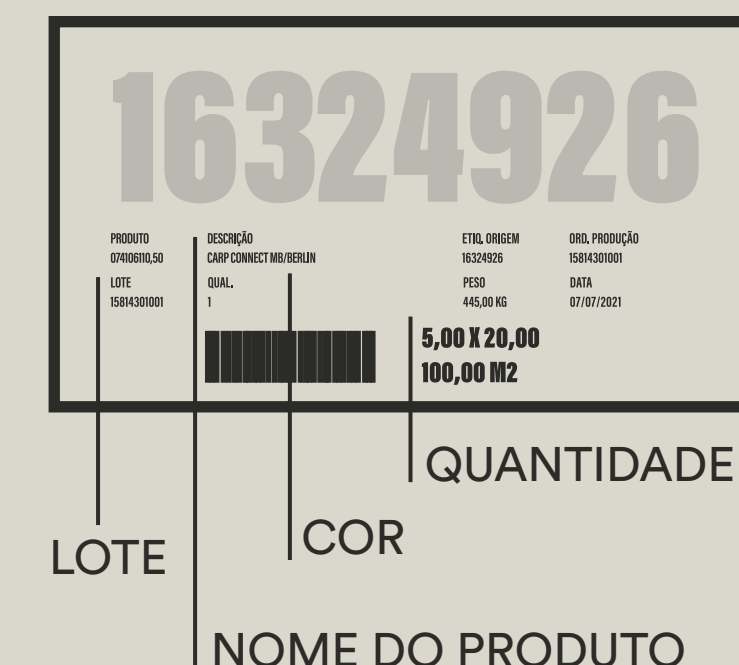 16324926
PRODUTO DESCRIÇÃO ETIQ. ORIGEM ORD. PRODUÇÃO
074106110,50 CARP CONNECT MB/BERLIN 16324926 15814301001
LOTE QUAL. PESO DATA
15814301001 1 445,00 KG 07/07/2021
5,00 X 20,00
100,00 M2
QUANTIDADE
COR
LOTE
NOME DO PRODUTO